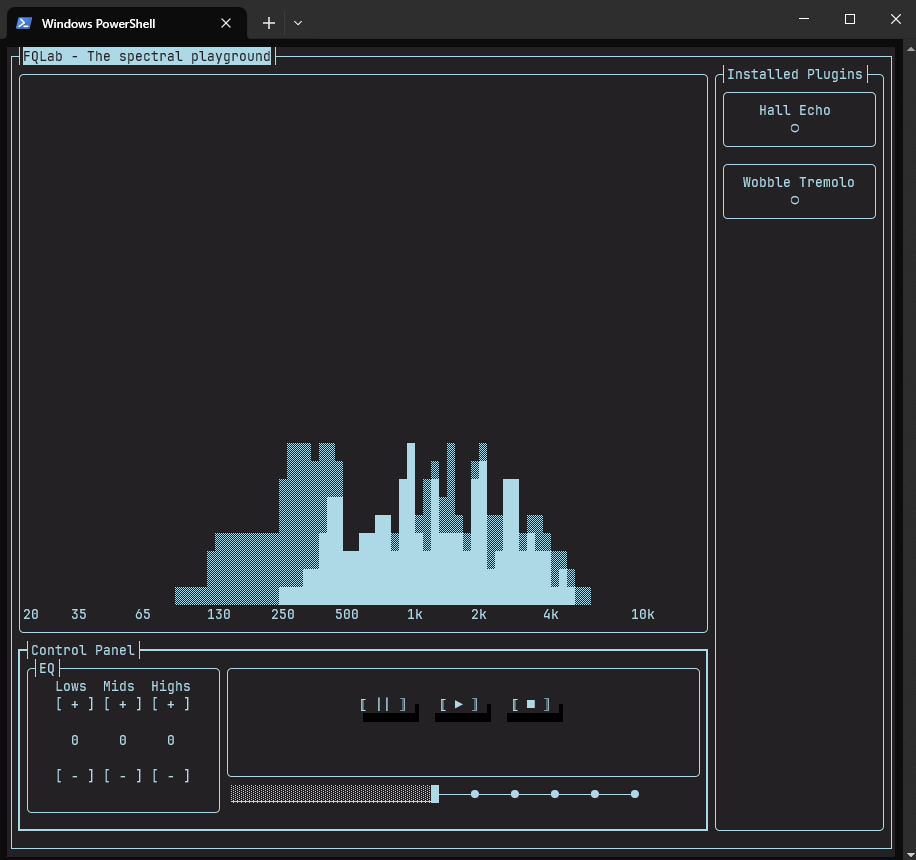 Windows PowerShell
FQLab - The spectral playground
Installed Plugins
Hall Echo
Wobble Tremolo
20 35 65 130 250 500 1k 2k 4k 10k
Control Panel
EQ
Lows Mids Highs
[ + ] [ + ] [ + ]
0 0 0
[ - ] [ - ] [ - ]
[ || ] [ ▶ ] [ ■ ]